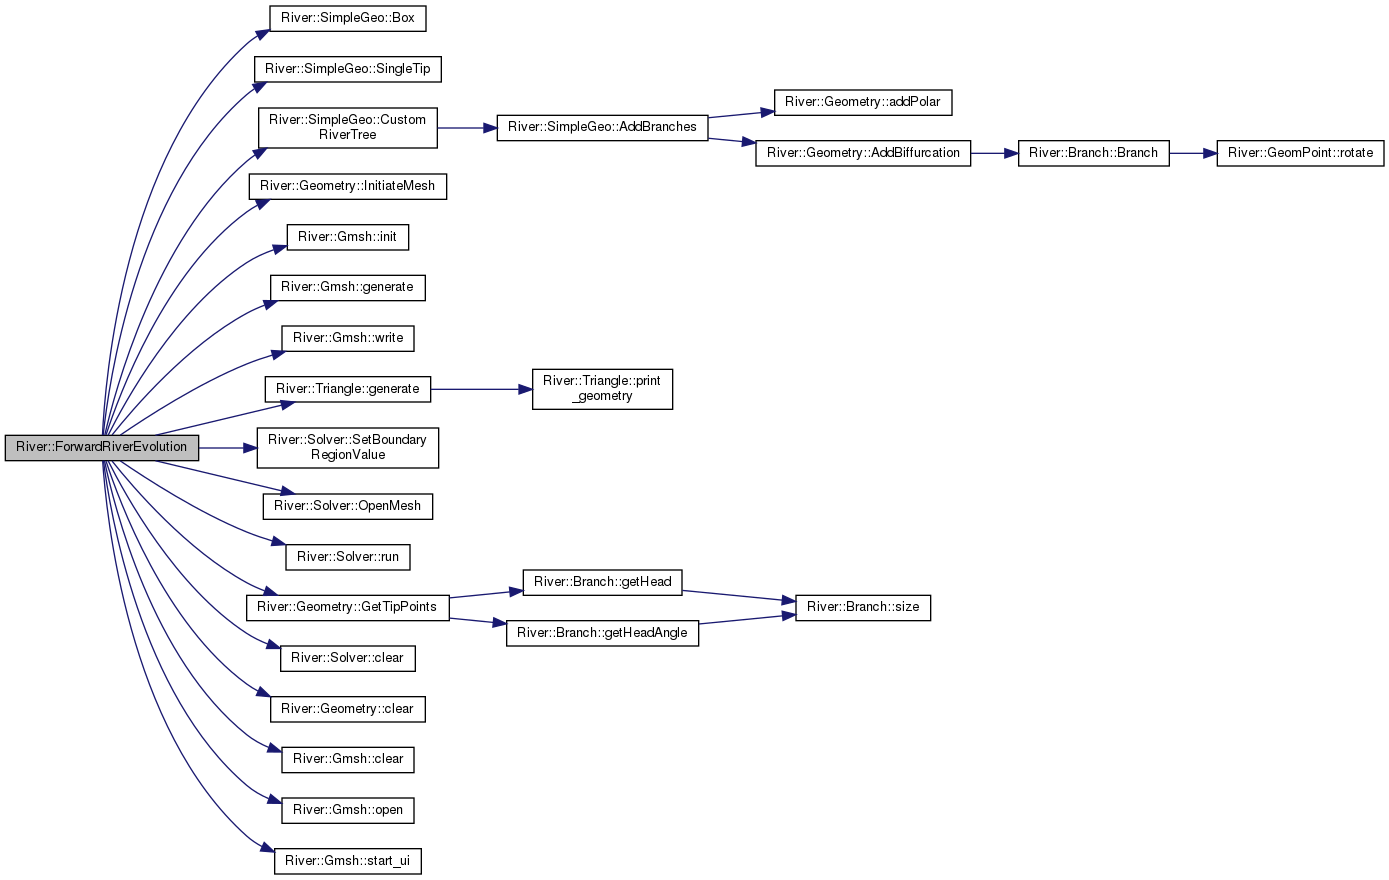 River::SimpleGeo::Box
River::SimpleGeo::SingleTip
River::SimpleGeo::Custom
RiverTree
River::SimpleGeo::AddBranches
River::Geometry::addPolar
River::Geometry::AddBiffurcation
River::Branch::Branch
River::GeomPoint::rotate
River::Geometry::InitiateMesh
River::Gmsh::init
River::Gmsh::generate
River::Gmsh::write
River::Triangle::generate
River::Triangle::print
_geometry
River::ForwardRiverEvolution
River::Solver::SetBoundary
RegionValue
River::Solver::OpenMesh
River::Solver::run
River::Geometry::GetTipPoints
River::Branch::getHead
River::Branch::getHeadAngle
River::Branch::size
River::Solver::clear
River::Geometry::clear
River::Gmsh::clear
River::Gmsh::open
River::Gmsh::start_ui